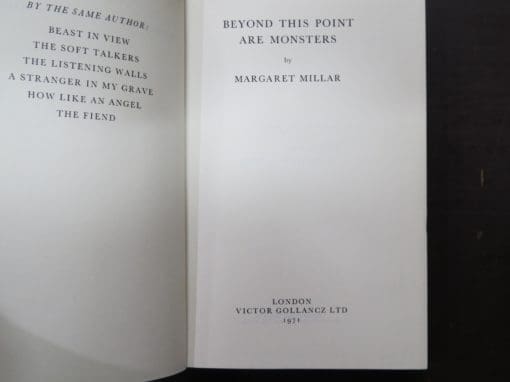 BY THE SAME AUTHOR:
BEAST IN VIEW
THE SOFT TALKERS
THE LISTENING WALLS
A STRANGER IN MY GRAVE
HOW LIKE AN ANGEL
THE FIEND
BEYOND THIS POINT
ARE MONSTERS
by
MARGARET MILLAR
LONDON
VICTOR GOLLANCZ LTD
1971